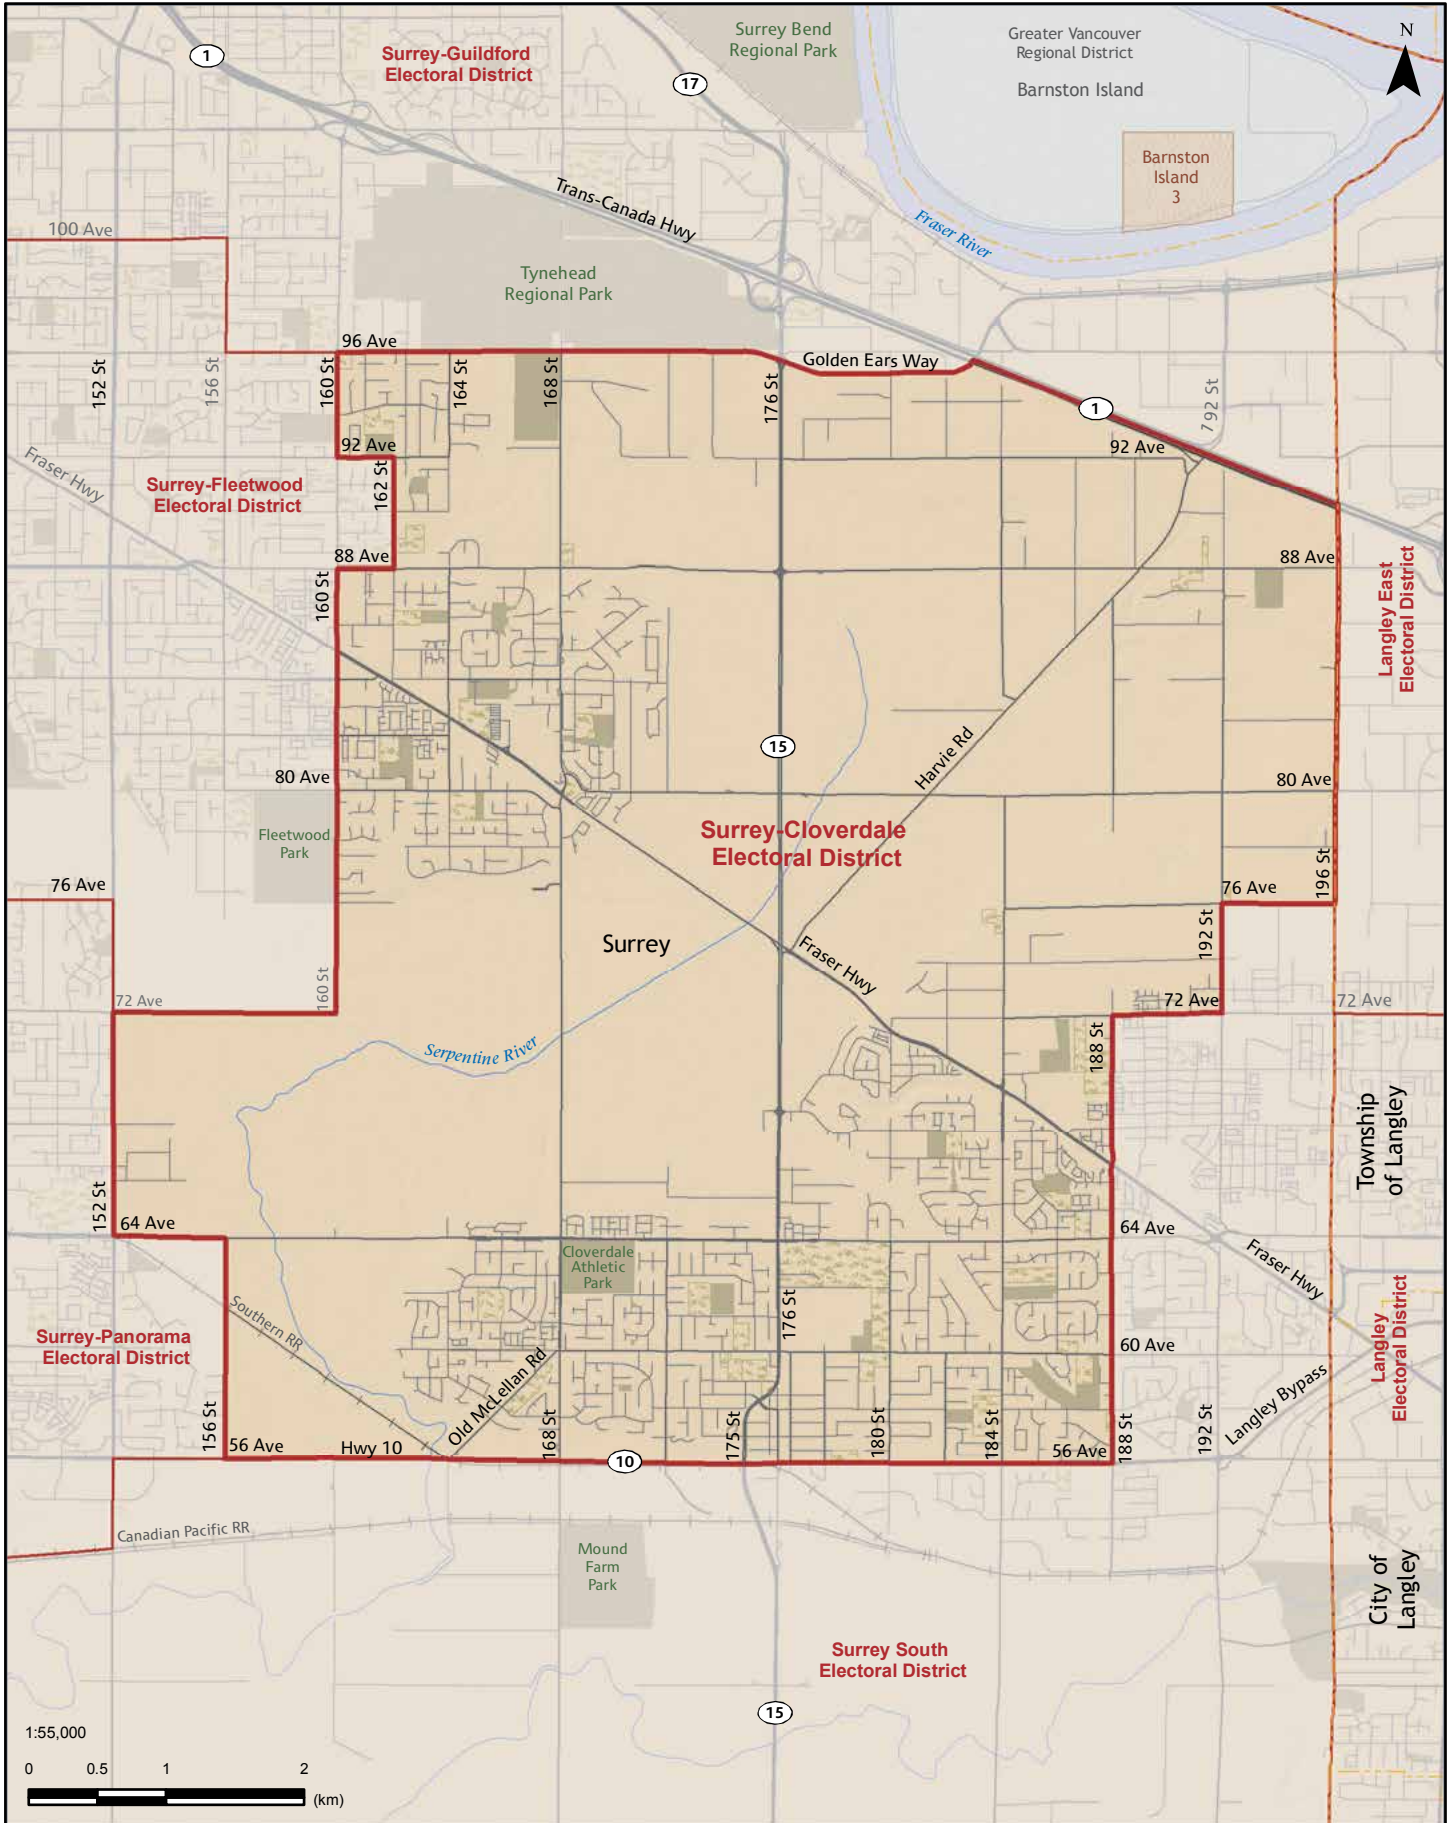 Surrey Bend
Regional Park
Greater Vancouver
Regional District
Barnston Island
N
1
Surrey-Guildford
Electoral District
17
Barnston
Island
3
Trans-Canada Hwy
Fraser River
100 Ave
Tynehead
Regional Park
96 Ave
Golden Ears Way
152 St
156 St
160 St
164 St
168 St
176 St
1
192 St
92 Ave
92 Ave
Fraser Hwy
Surrey-Fleetwood
Electoral District
162 St
88 Ave
88 Ave
160 St
Langley East
Electoral District
15
Harvie Rd
80 Ave
80 Ave
Surrey-Cloverdale
Electoral District
Fleetwood
Park
76 Ave
76 Ave
196 St
192 St
Surrey
Fraser Hwy
160 St
72 Ave
72 Ave
72 Ave
Serpentine River
188 St
Township
of Langley
152 St
64 Ave
64 Ave
Cloverdale
Athletic
Park
Fraser Hwy
Southern RR
176 St
Surrey-Panorama
Electoral District
60 Ave
Langley
Electoral District
Old McLellan Rd
Langley Bypass
156 St
56 Ave
Hwy 10
168 St
10
175 St
180 St
184 St
56 Ave
188 St
192 St
Canadian Pacific RR
Mound
Farm
Park
City of
Langley
Surrey South
Electoral District
15
1:55,000
0 0.5 1 2
(km)